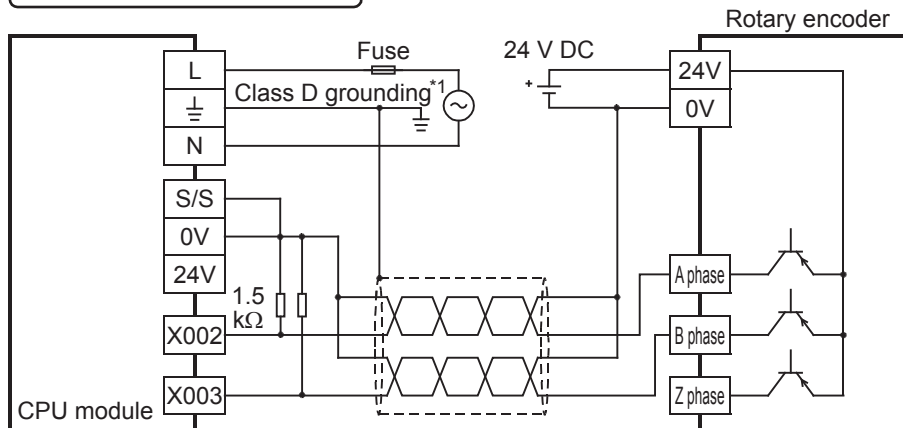 Rotary encoder
Fuse
24 V DC
L
24V
Class D grounding*1
+
0V
N
S/S
0V
24V
1.5
kΩ
A phase
X002
B phase
X003
Z phase
CPU module